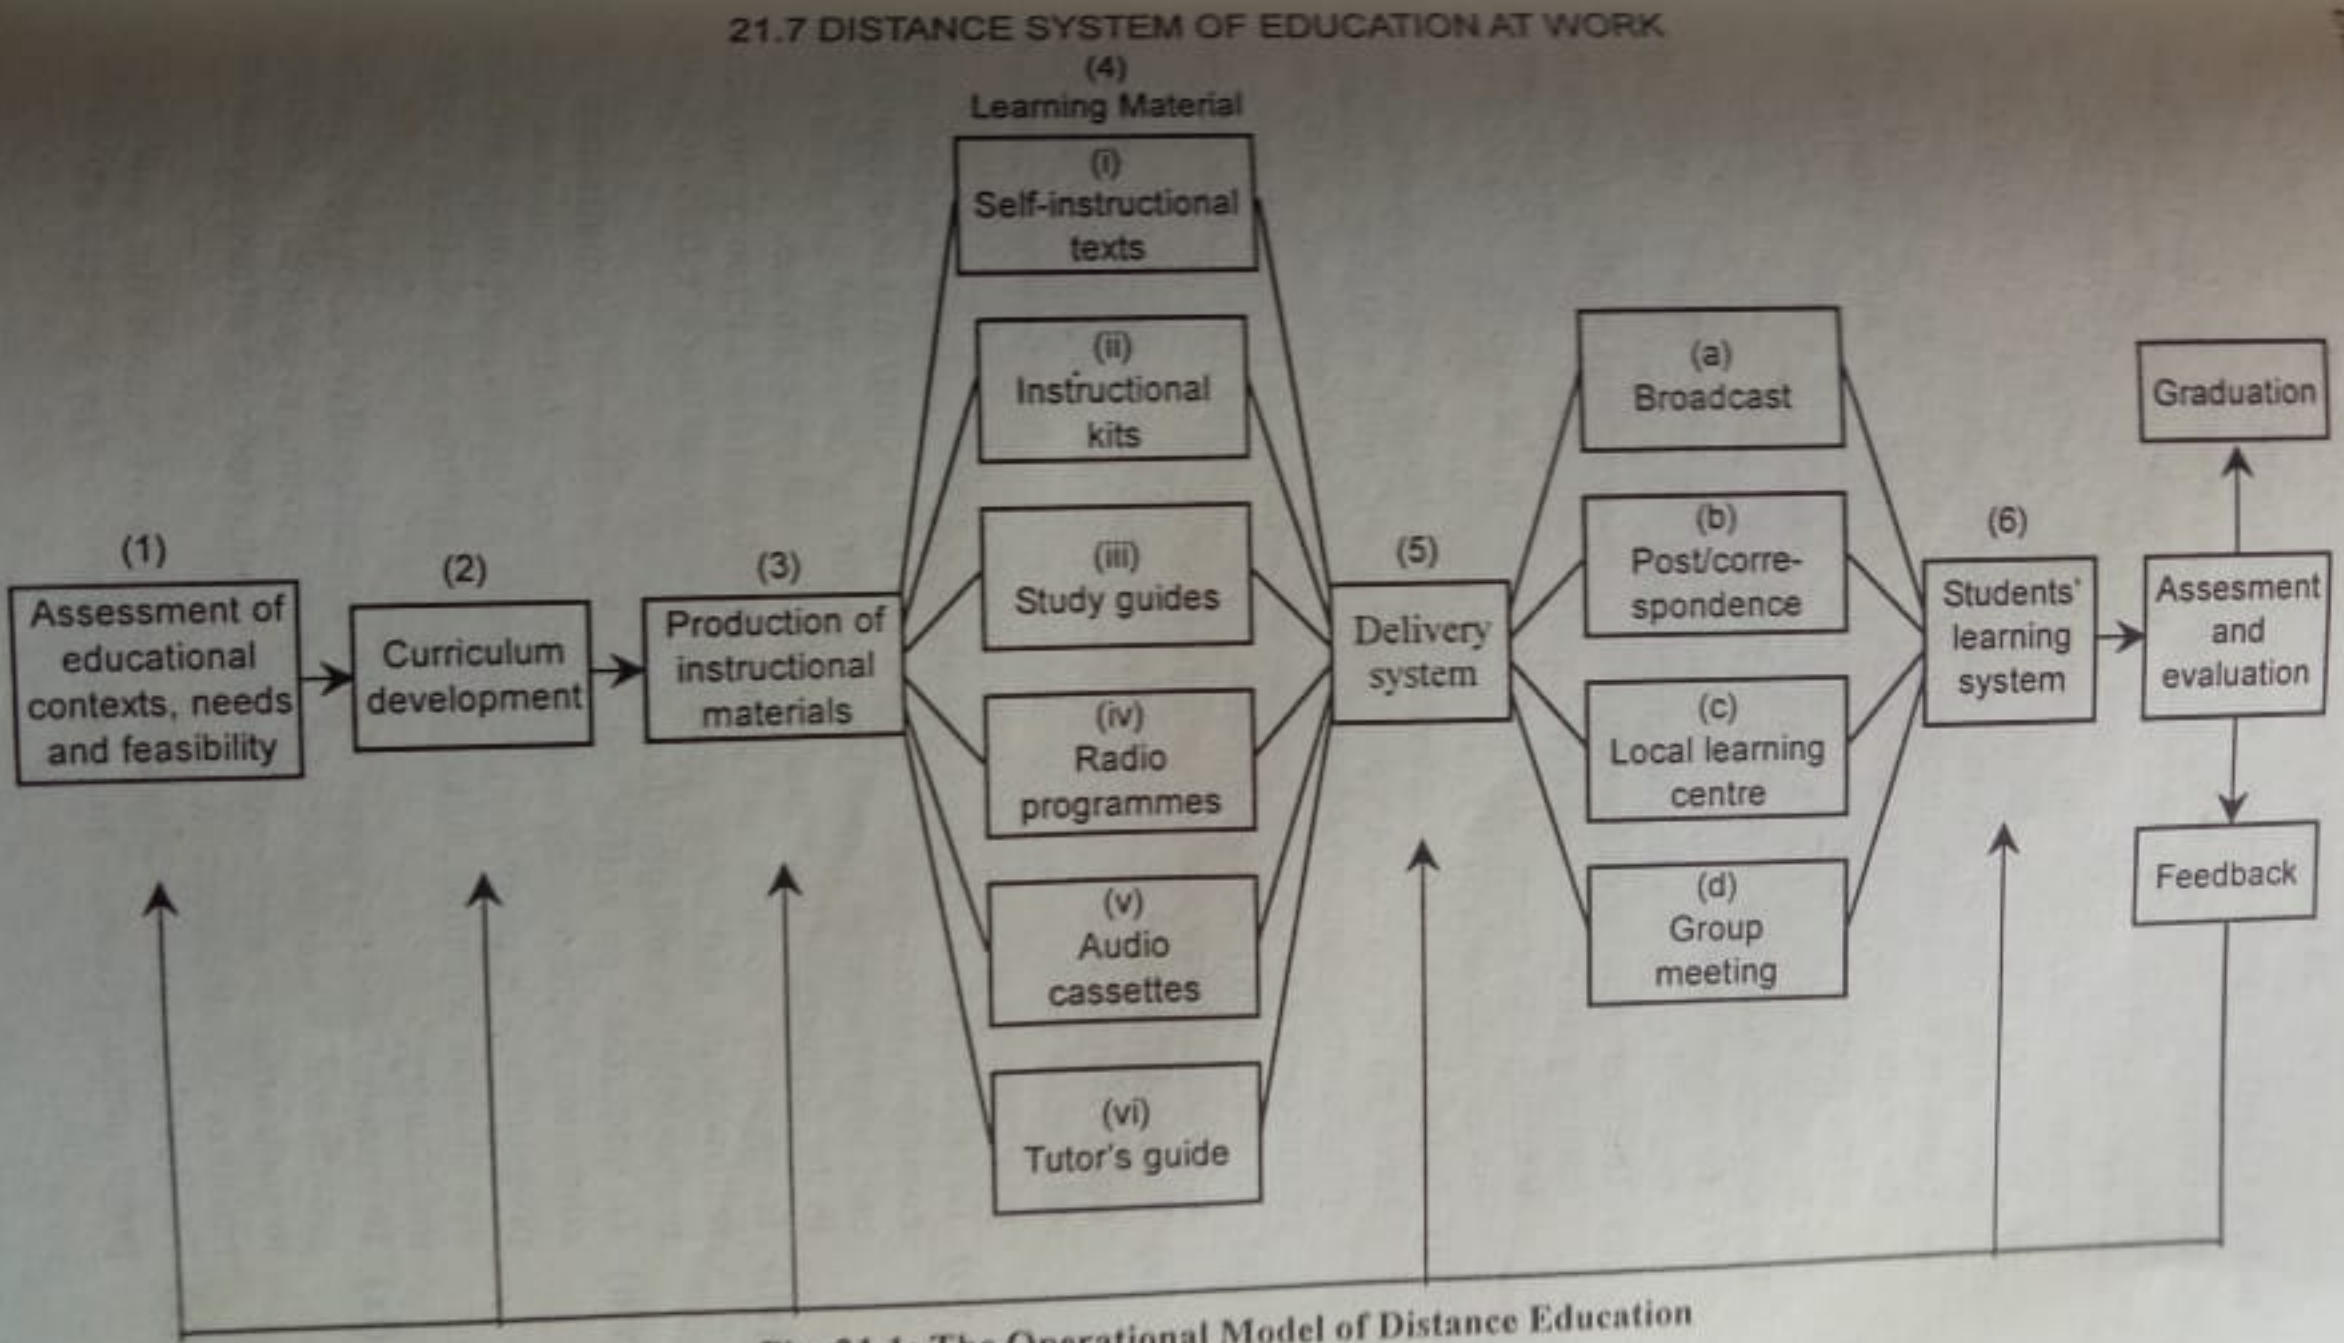 21.7 DISTANCE SYSTEM OF EDUCATION AT WORK
(4)
Learning Material
(i)
Self-instructional
texts
(ii)
Instructional
kits
(iii)
Study guides
(iv)
Radio
programmes
(v)
Audio
cassettes
(vi)
Tutor's guide
(1)
Assessment of
educational
contexts, needs
and feasibility
(2)
Curriculum
development
(3)
Production of
instructional
materials
(5)
Delivery
system
(a)
Broadcast
(b)
Post/corre-
spondence
(c)
Local learning
centre
(d)
Group
meeting
(6)
Students'
learning
system
Graduation
Assesment
and
evaluation
Feedback
The Operational Model of Distance Education